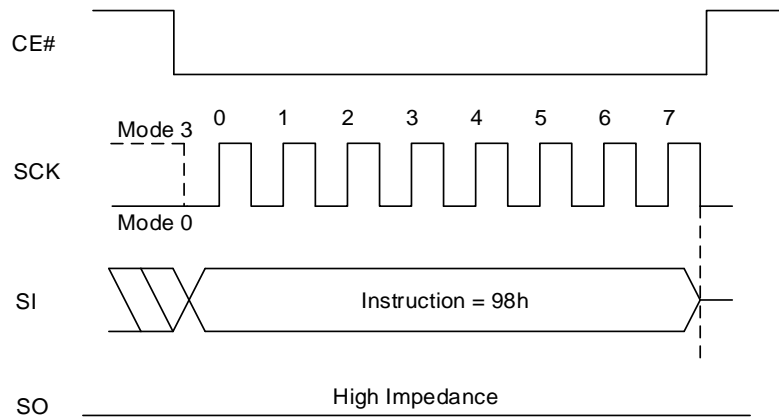 CE#
0 1 2 3 4 5 6 7
Mode 3
SCK
Mode 0
SI
Instruction = 98h
High Impedance
SO